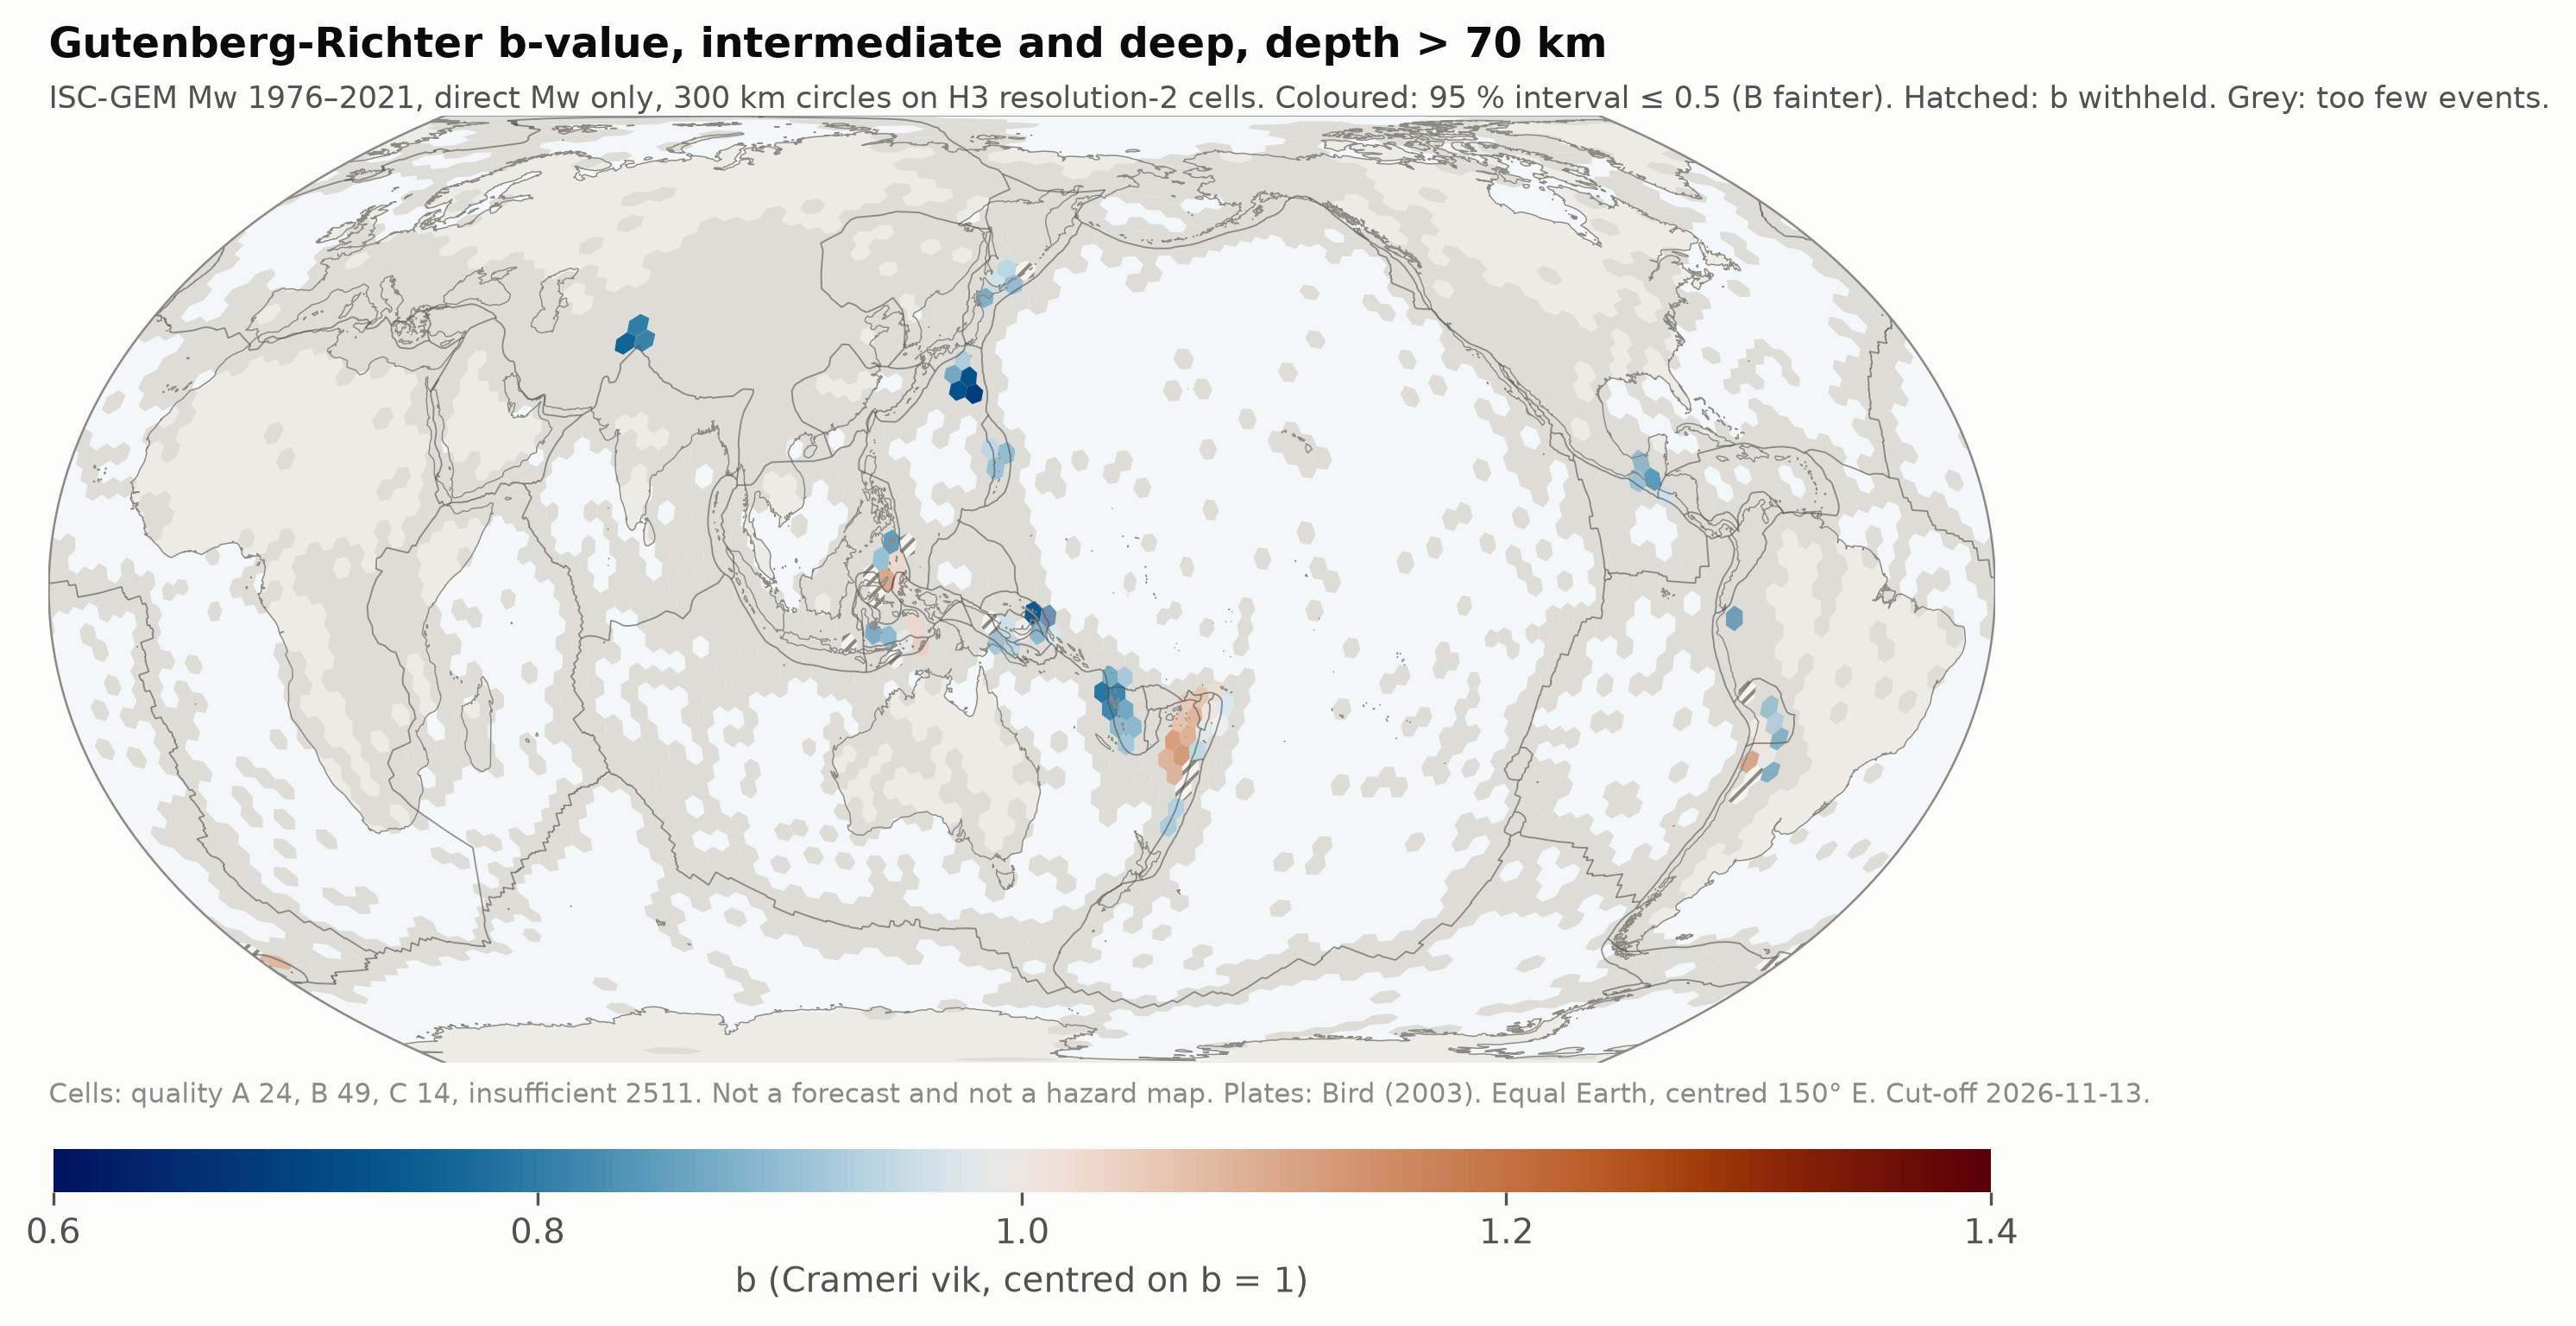 Gutenberg-Richter b-value, intermediate and deep, depth > 70 km
ISC-GEM Mw 1976–2021, direct Mw only, 300 km circles on H3 resolution-2 cells. Coloured: 95 % interval ≤ 0.5 (B fainter). Hatched: b withheld. Grey: too few events.
Cells: quality A 24, B 49, C 14, insufficient 2511. Not a forecast and not a hazard map. Plates: Bird (2003). Equal Earth, centred 150° E. Cut-off 2026-11-13.
0.6 0.8 1.0 1.2 1.4
b (Crameri vik, centred on b = 1)